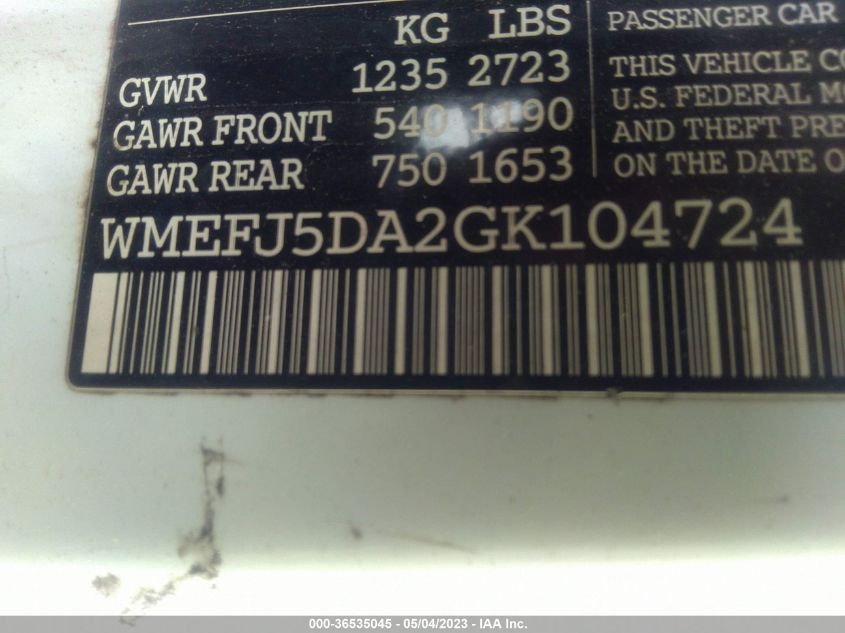 KG LBS
GVWR 1235 2723
GAWR FRONT 540 1190
GAWR REAR 750 1653
PASSENGER CAR
THIS VEHICLE CO
U.S. FEDERAL MO
AND THEFT PRE
ON THE DATE O
WMEFJ5DA2GK104724
000-36535045 - 05/04/2023 - IAA Inc.